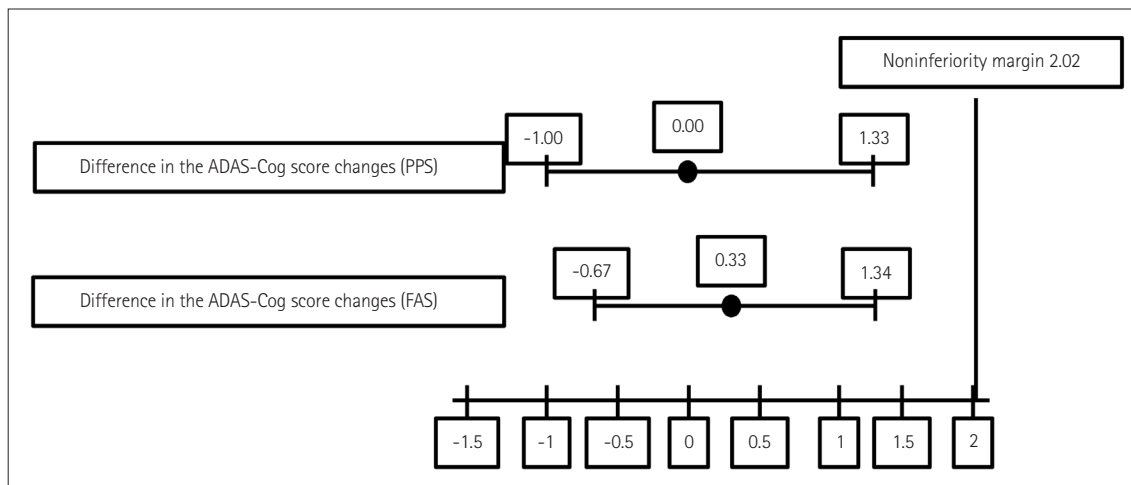 Noninferiority margin 2.02
0.00
-1.00
1.33
Difference in the ADAS-Cog score changes (PPS)
0.33
-0.67
1.34
Difference in the ADAS-Cog score changes (FAS)
-1.5 -1 -0.5 0 0.5 1 1.5 2